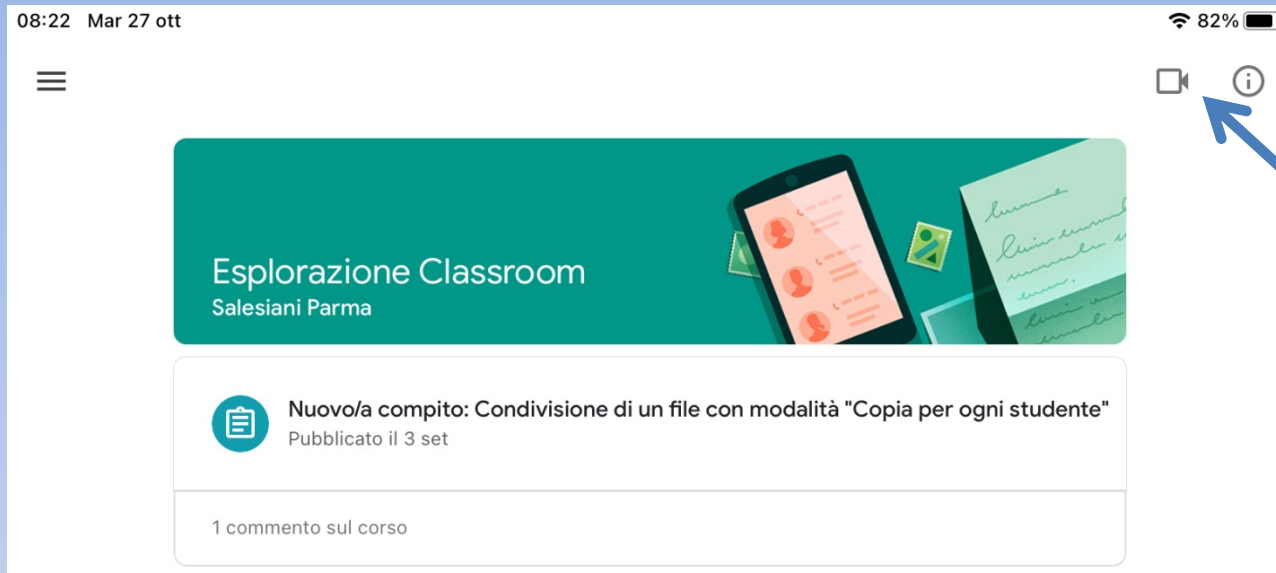 08:22 Mar 27 ott 82%
Esplorazione Classroom
Salesiani Parma
Nuovo/a compito: Condivisione di un file con modalità "Copia per ogni studente"
Pubblicato il 3 set
1 commento sul corso